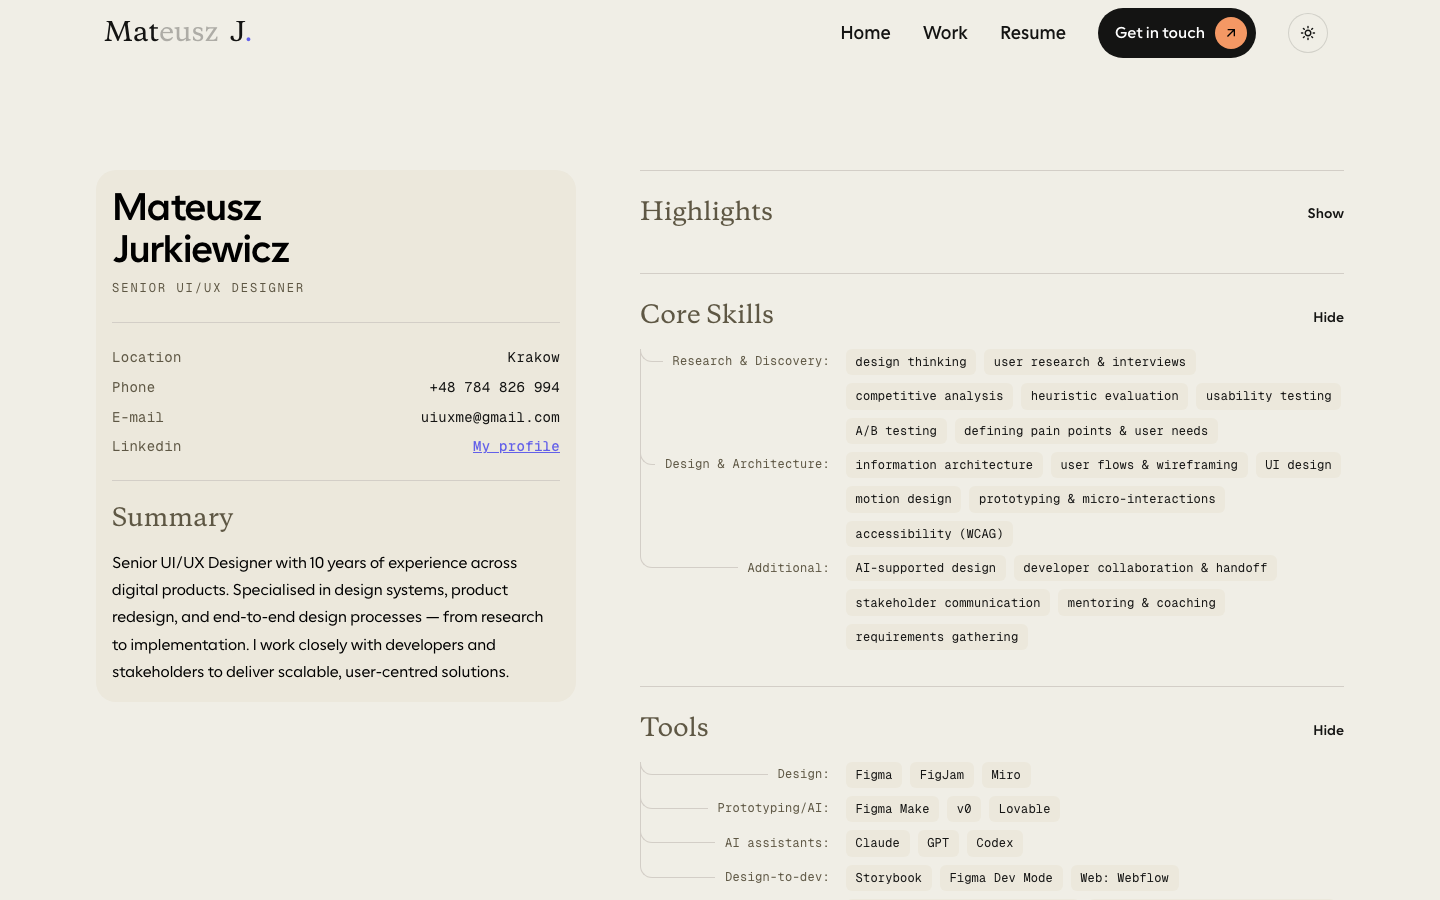 Mateusz J.
Home Work Resume Get in touch
Mateusz
Jurkiewicz
SENIOR UI/UX DESIGNER
Location Krakow
Phone +48 784 826 994
E-mail uiuxme@gmail.com
Linkedin My profile
Summary
Senior UI/UX Designer with 10 years of experience across
digital products. Specialised in design systems, product
redesign, and end-to-end design processes — from research
to implementation. I work closely with developers and
stakeholders to deliver scalable, user-centred solutions.
Highlights Show
Core Skills Hide
Research & Discovery: design thinking user research & interviews
competitive analysis heuristic evaluation usability testing
A/B testing defining pain points & user needs
Design & Architecture: information architecture user flows & wireframing UI design
motion design prototyping & micro-interactions
accessibility (WCAG)
Additional: AI-supported design developer collaboration & handoff
stakeholder communication mentoring & coaching
requirements gathering
Tools Hide
Design: Figma FigJam Miro
Prototyping/AI: Figma Make v0 Lovable
AI assistants: Claude GPT Codex
Design-to-dev: Storybook Figma Dev Mode Web: Webflow